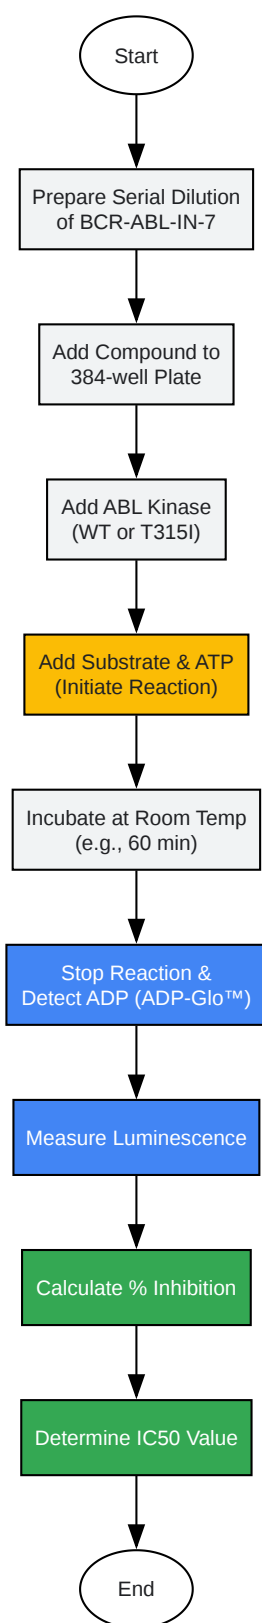 Start
Prepare Serial Dilution
of BCR-ABL-IN-7
Add Compound to
384-well Plate
Add ABL Kinase
(WT or T315I)
Add Substrate & ATP
(Initiate Reaction)
Incubate at Room Temp
(e.g., 60 min)
Stop Reaction &
Detect ADP (ADP-Glo™)
Measure Luminescence
Calculate % Inhibition
Determine IC50 Value
End